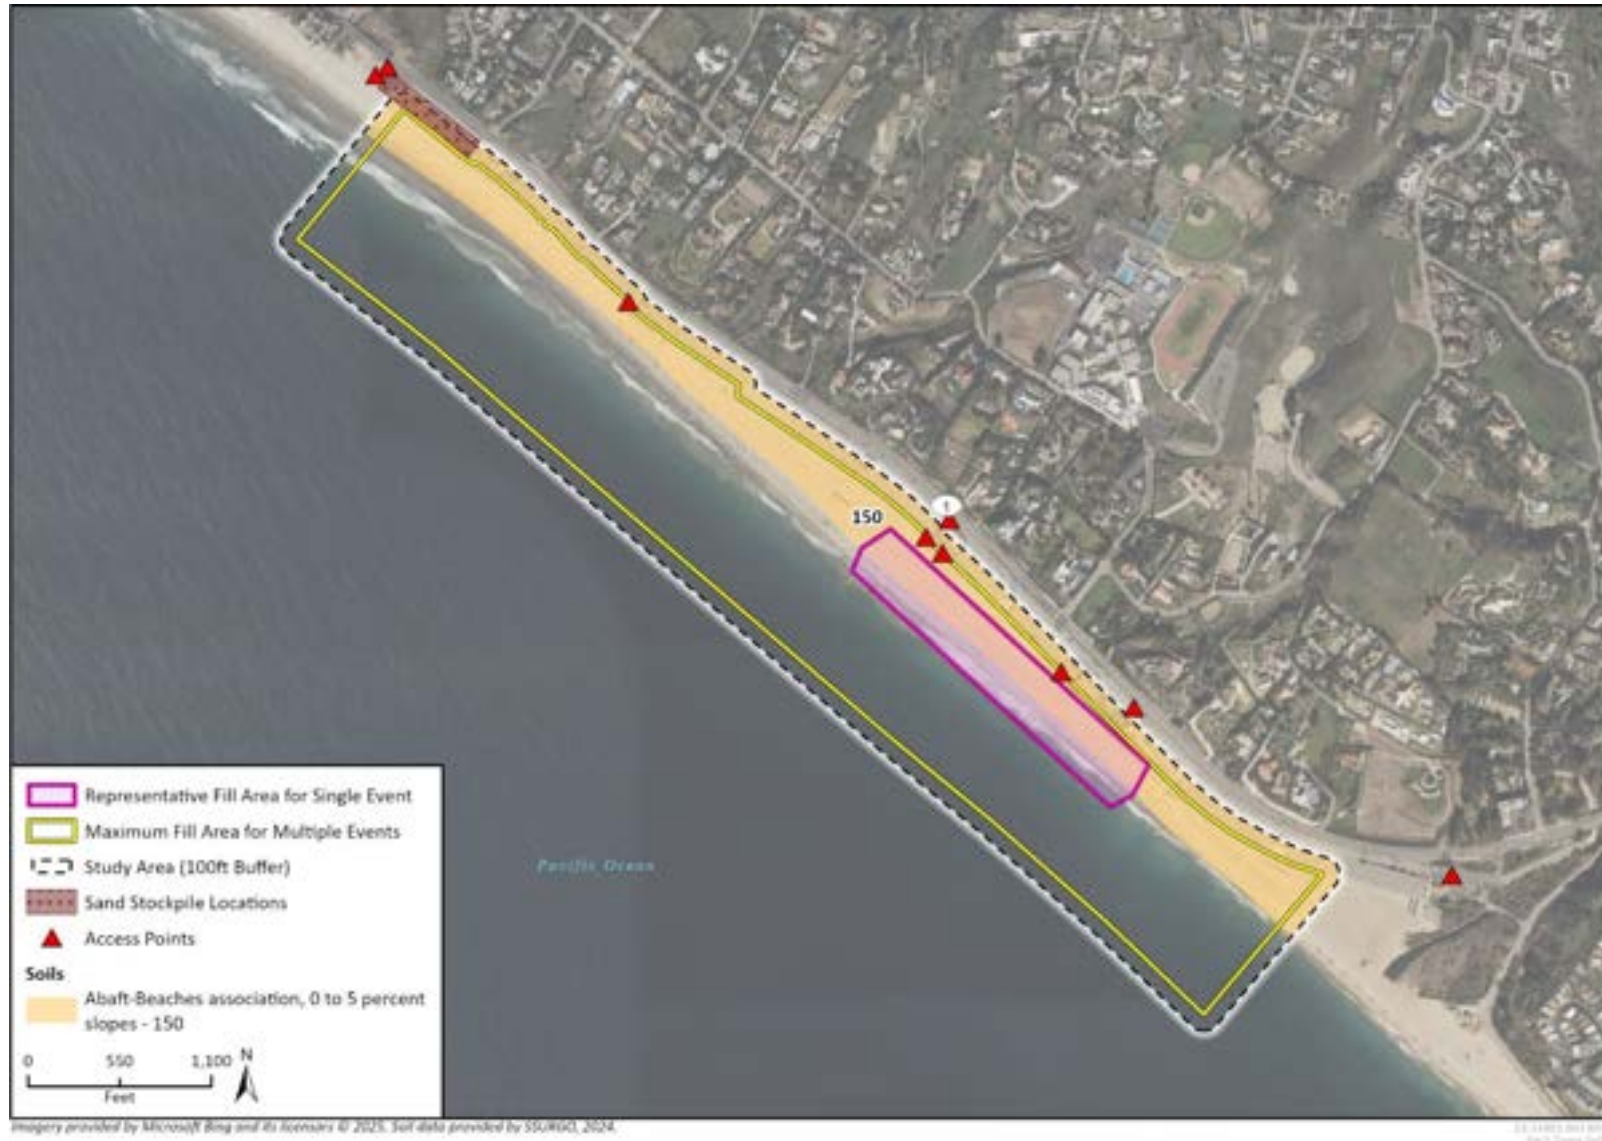 1
150
Pacific Ocean
Representative Fill Area for Single Event
Maximum Fill Area for Multiple Events
Study Area (100ft Buffer)
Sand Stockpile Locations
Access Points
Soils
Abaft-Beaches association, 0 to 5 percent
slopes - 150
0 550 1,100 N
Feet
Imagery provided by Microsoft Bing and its licensors © 2025. Soil data provided by SSURGO, 2024.